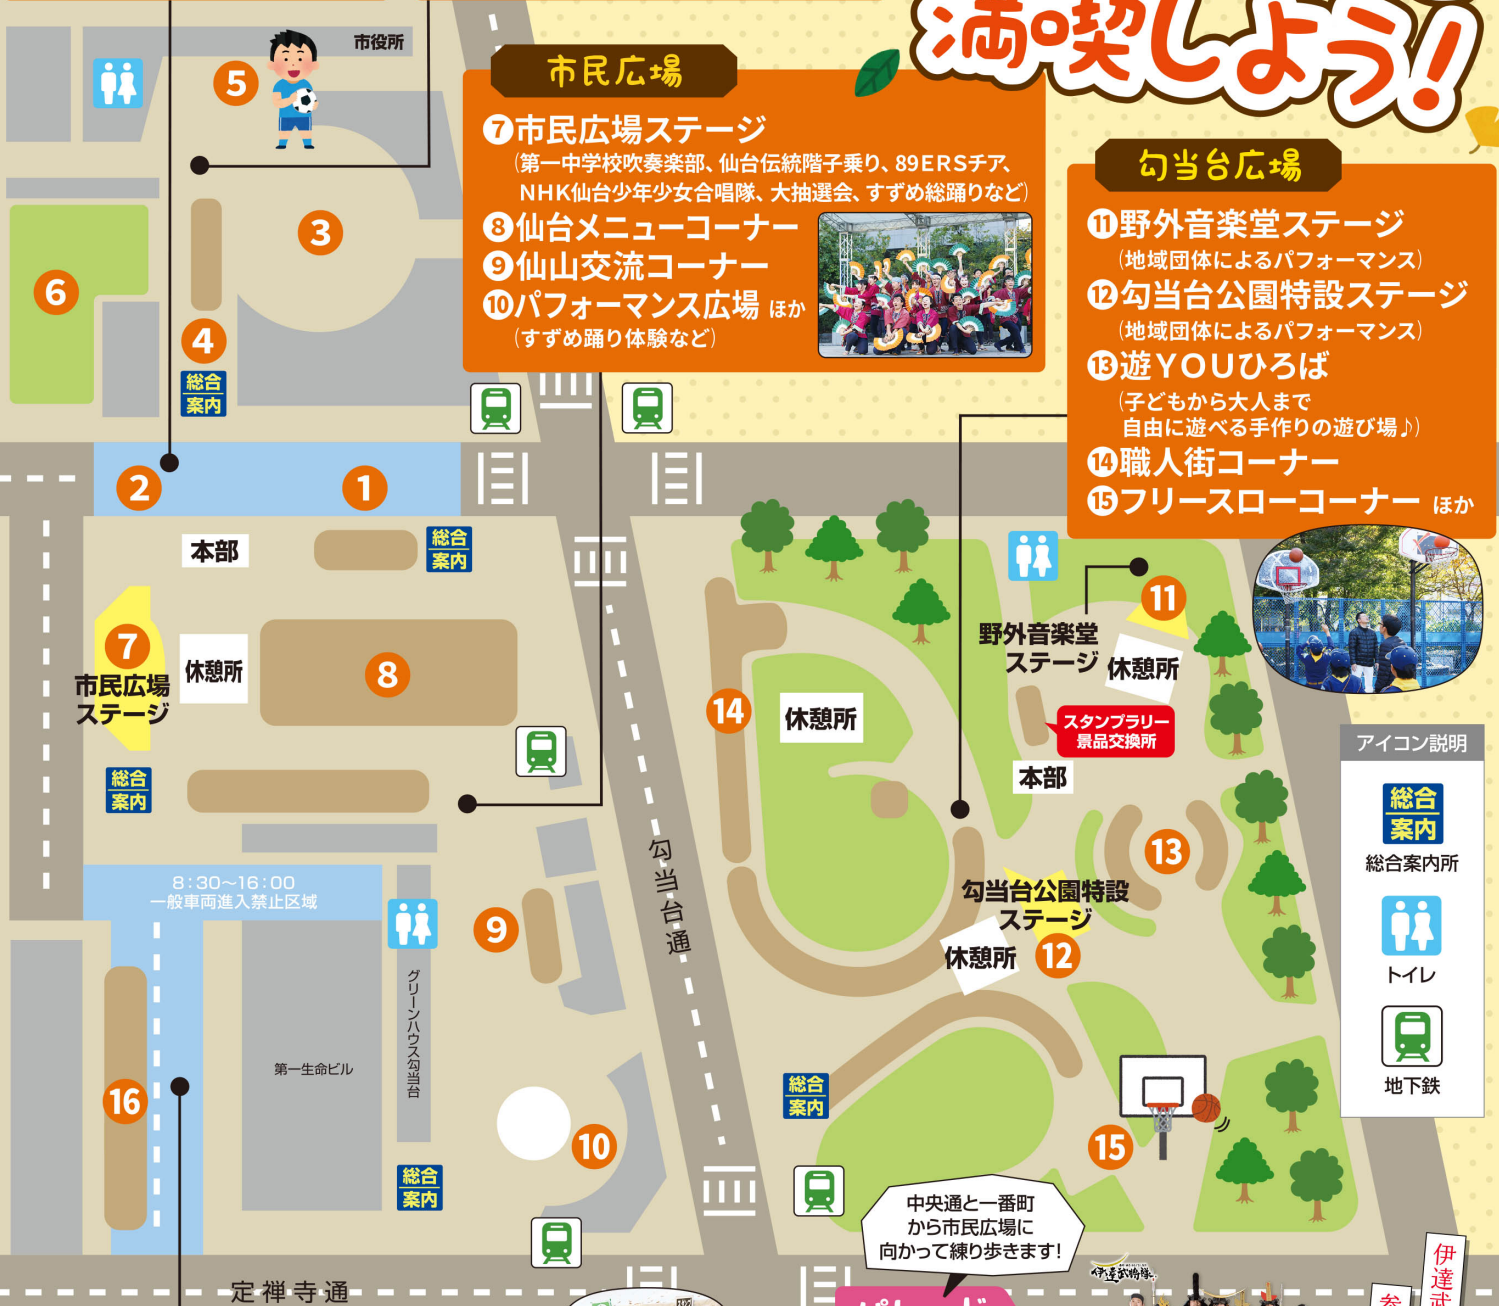 満喫しよう!
市役所
5
市民広場
❼市民広場ステージ
(第一中学校吹奏楽部、仙台伝統階子乗り、89ERSチア、
NHK仙台少年少女合唱隊、大抽選会、すずめ総踊りなど)
❽仙台メニューコーナー
❾仙山交流コーナー
❿パフォーマンス広場 ほか
(すずめ踊り体験など)
勾当台広場
⓫野外音楽堂ステージ
(地域団体によるパフォーマンス)
⓬勾当台公園特設ステージ
(地域団体によるパフォーマンス)
⓭遊YOUひろば
(子どもから大人まで
自由に遊べる手作りの遊び場♪)
⓮職人街コーナー
⓯フリースローコーナー ほか
3
6
4
総合
案内
2
1
本部
総合
案内
7
市民広場
ステージ
休憩所
8
総合
案内
8:30〜16:00
一般車両進入禁止区域
9
グリーンハウス勾当台
第一生命ビル
16
10
総合
案内
勾当台通
定禅寺通
11
野外音楽堂
ステージ
休憩所
14
休憩所
スタンプラリー
景品交換所
本部
13
勾当台公園特設
ステージ
休憩所
12
総合
案内
15
アイコン説明
総合
案内
総合案内所
トイレ
地下鉄
中央通と一番町
から市民広場に
向かって練り歩きます!
パレード
伊達武将隊
伊達武
参